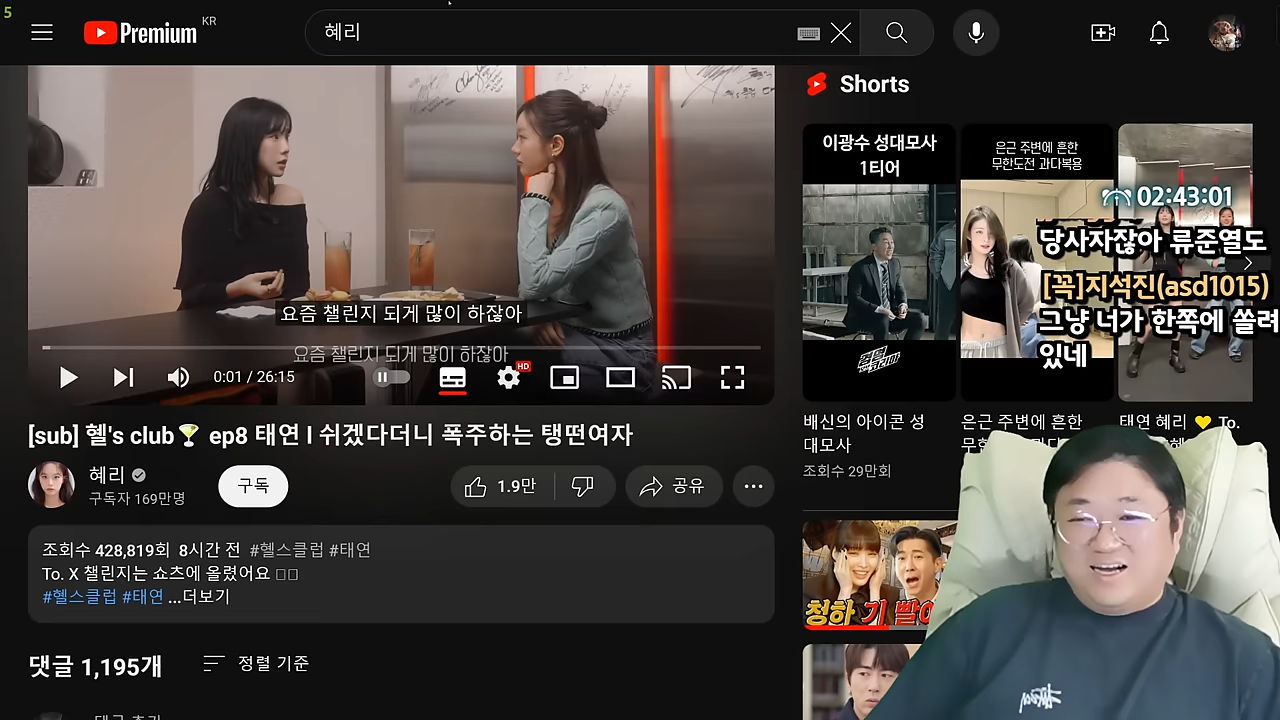 5
Premium KR
혜리
Shorts
이광수 성대모사
1티어
은근 주변에 흔한
무한도전 과다복용
02:43:01
당사자잖아 류준열도
[꼭]지석진(asd1015)
그냥 너가 한쪽에 쏠려
있네
요즘 챌린지 되게 많이 하잖아
요즘 챌린지 되게 많이 하잖아
0:01 / 26:15
HD
[sub] 혤's club🍸 ep8 태연 I 쉬겠다더니 폭주하는 탱떤여자
혜리
구독자 169만명
구독
1.9만
공유
배신의 아이콘 성
대모사
조회수 29만회
은근 주변에 흔한
태연 혜리 💛 To.
조회수 428,819회 8시간 전 #헬스클럽 #태연
To. X 챌린지는 쇼츠에 올렸어요
#헬스클럽 #태연 ...더보기
청하 기
댓글 1,195개
정렬 기준